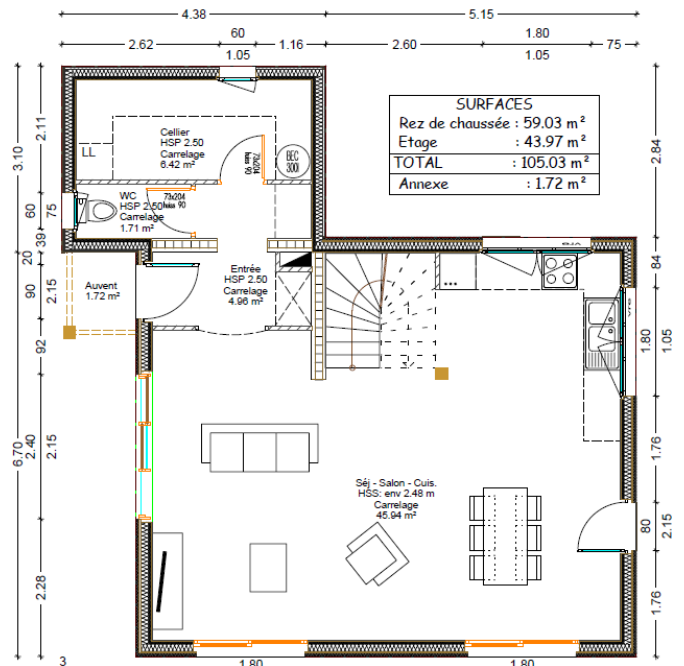 4.38
5.15
2.62
60
1.16
2.60
1.80
75
1.05
1.05
SURFACES
Rez de chaussée : 59.03 m²
Etage : 43.97 m²
TOTAL : 105.03 m²
Annexe : 1.72 m²
Cellier
HSP 2.50
Carrelage
6.42 m²
LL
BEC
300l
73x204
WC
HSP 2.50
Carrelage
1.71 m²
73x204
Auvent
1.72 m²
Entrée
HSP 2.50
Carrelage
4.96 m²
Séj - Salon - Cuis.
HSS: env 2.48 m
Carrelage
45.94 m²
3.10
6.70
2.11
60
75
39
20
90
2.15
92
2.40
2.15
2.28
2.84
84
1.80
1.05
1.76
80
2.15
1.76
3
1.80
1.80